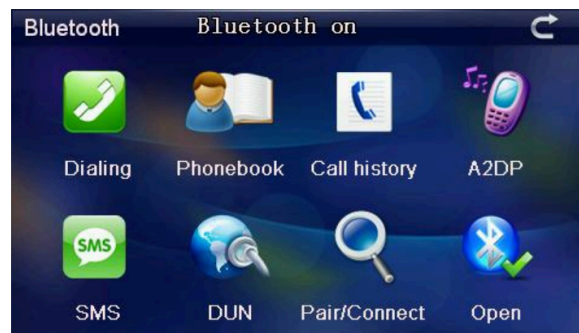 Bluetooth Bluetooth on
Dialing Phonebook Call history A2DP
SMS
SMS DUN Pair/Connect Open